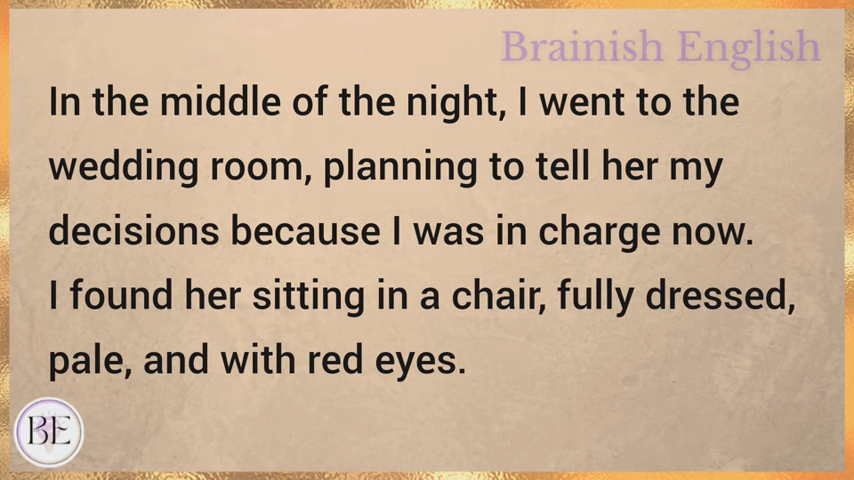 Brainish English
In the middle of the night, I went to the
wedding room, planning to tell her my
decisions because I was in charge now.
I found her sitting in a chair, fully dressed,
pale, and with red eyes.
BE